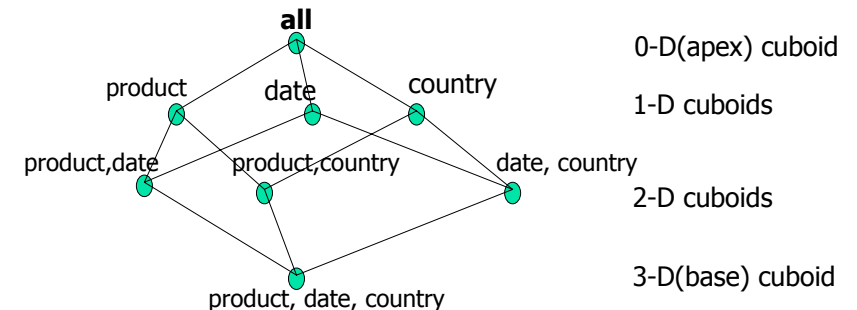 all
0-D(apex) cuboid
product
date
country
1-D cuboids
product,date
product,country
date, country
2-D cuboids
3-D(base) cuboid
product, date, country